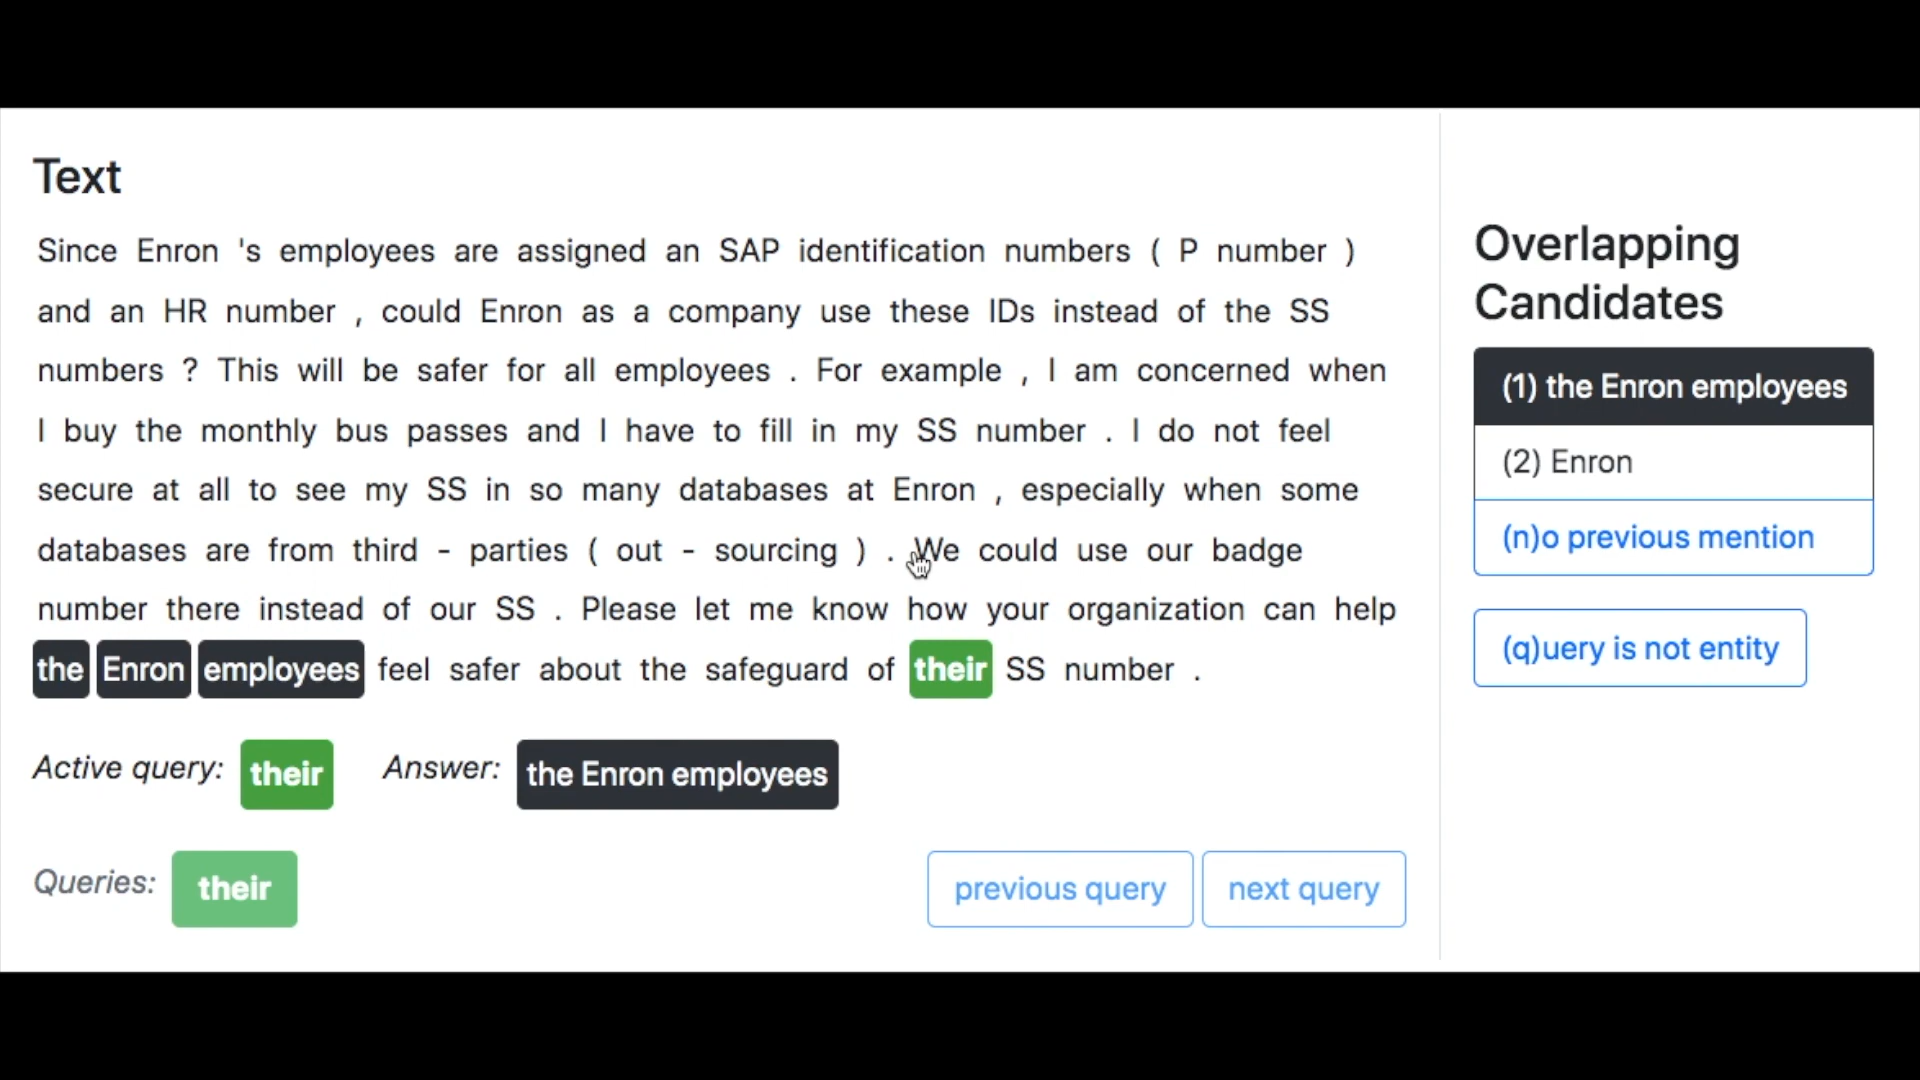 Text
Since Enron 's employees are assigned an SAP identification numbers ( P number )
and an HR number , could Enron as a company use these IDs instead of the SS
numbers ? This will be safer for all employees . For example , I am concerned when
I buy the monthly bus passes and I have to fill in my SS number . I do not feel
secure at all to see my SS in so many databases at Enron , especially when some
databases are from third - parties ( out - sourcing ) . We could use our badge
number there instead of our SS . Please let me know how your organization can help
the Enron employees feel safer about the safeguard of their SS number .
Active query: their Answer: the Enron employees
Queries: their previous query next query
Overlapping
Candidates
(1) the Enron employees
(2) Enron
(n)o previous mention
(q)uery is not entity